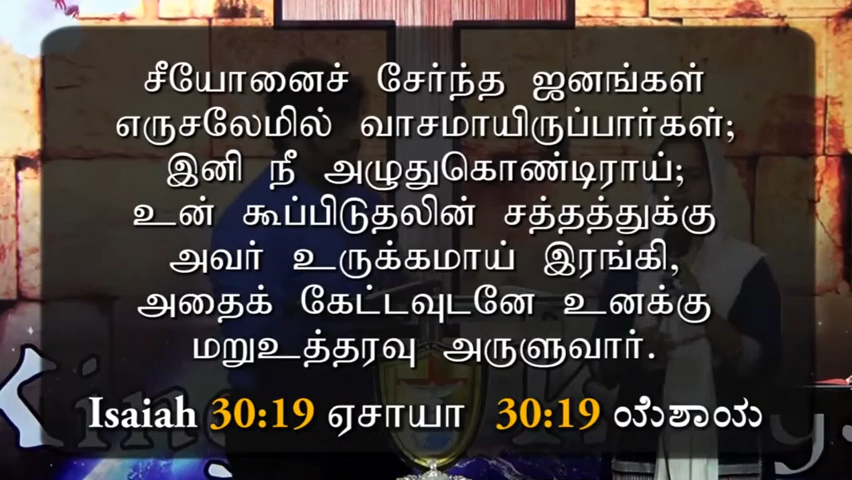 சீயோனைச் சேர்ந்த ஜனங்கள்
எருசலேமில் வாசமாயிருப்பார்கள்;
இனி நீ அழுதுகொண்டிராய்;
உன் கூப்பிடுதலின் சத்தத்துக்கு
அவர் உருக்கமாய் இரங்கி,
அதைக் கேட்டவுடனே உனக்கு
மறுஉத்தரவு அருளுவார்.
Isaiah 30:19 ஏசாயா 30:19 ಯೆಶಾಯ